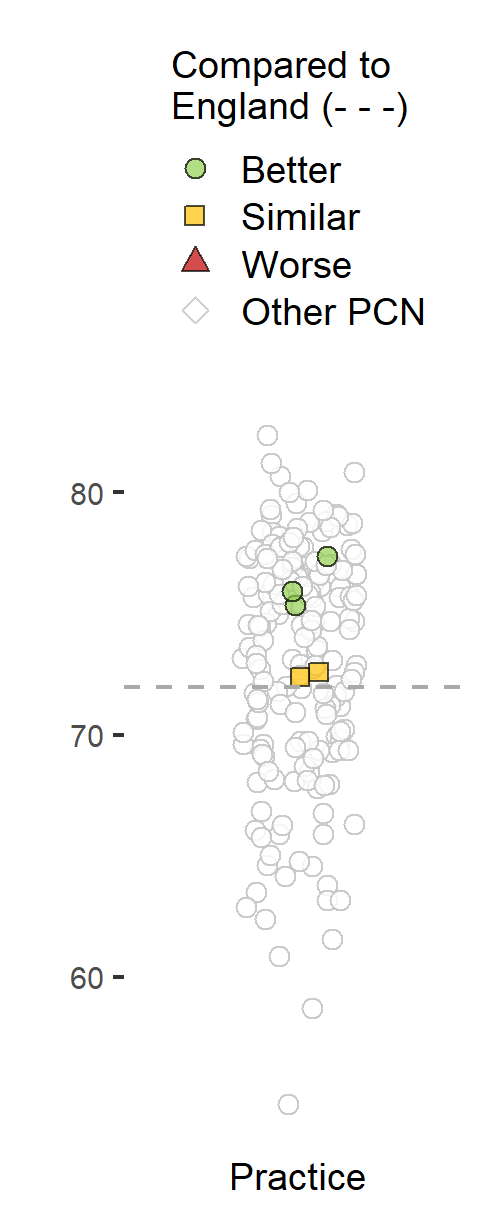 Compared to
England (- - -)
Better
Similar
Worse
Other PCN
80
70
60
Practice